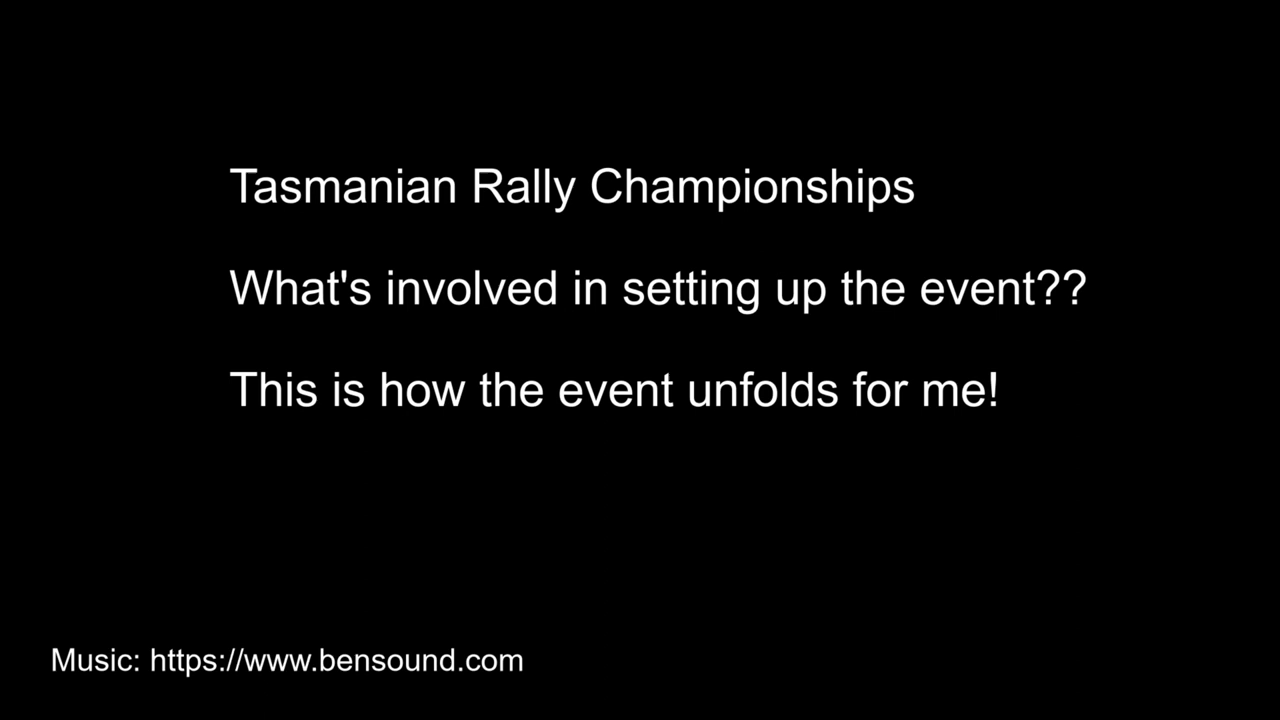 Tasmanian Rally Championships
What's involved in setting up the event??
This is how the event unfolds for me!
Music: https://www.bensound.com